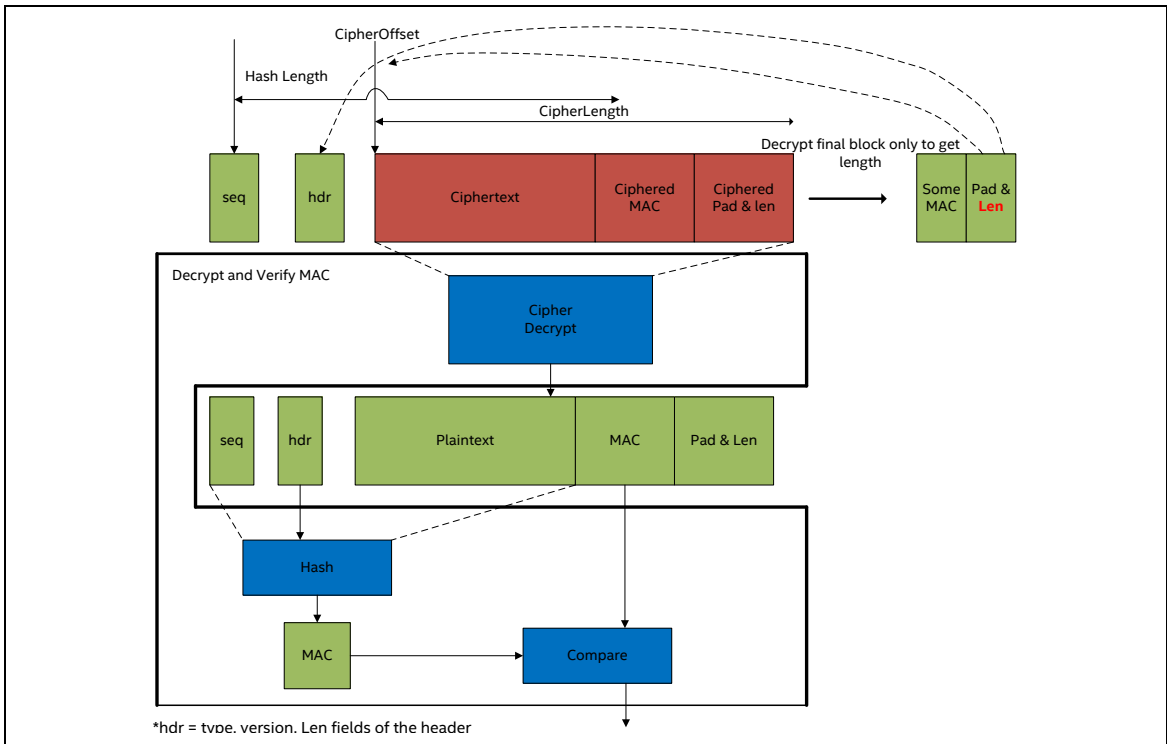 CipherOffset
Hash Length
CipherLength
Decrypt final block only to get
length
seq
hdr
Ciphertext
Ciphered
MAC
Ciphered
Pad & len
Some
MAC
Pad &
Len
Decrypt and Verify MAC
Cipher
Decrypt
seq
hdr
Plaintext
MAC
Pad & Len
Hash
MAC
Compare
*hdr = type, version, Len fields of the header